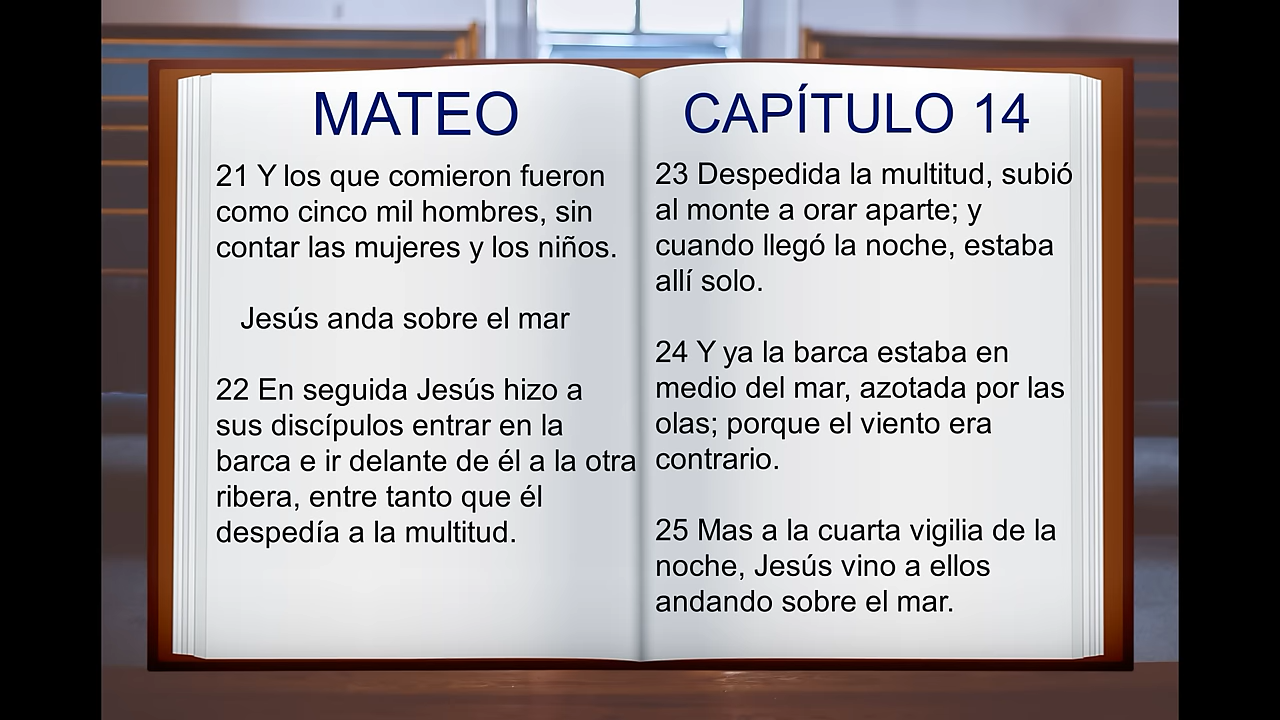 MATEO
21 Y los que comieron fueron
como cinco mil hombres, sin
contar las mujeres y los niños.
Jesús anda sobre el mar
22 En seguida Jesús hizo a
sus discípulos entrar en la
barca e ir delante de él a la otra
ribera, entre tanto que él
despedía a la multitud.
CAPÍTULO 14
23 Despedida la multitud, subió
al monte a orar aparte; y
cuando llegó la noche, estaba
allí solo.
24 Y ya la barca estaba en
medio del mar, azotada por las
olas; porque el viento era
contrario.
25 Mas a la cuarta vigilia de la
noche, Jesús vino a ellos
andando sobre el mar.